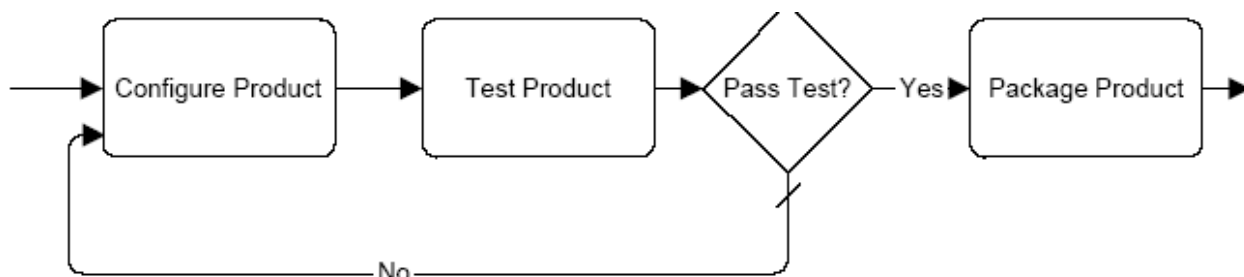 Configure Product
Test Product
Pass Test?
Yes
Package Product
No